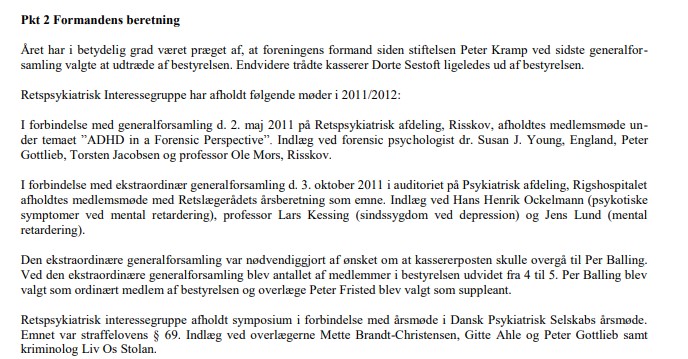 Pkt 2 Formandens beretning
Året har i betydelig grad været præget af, at foreningens formand siden stiftelsen Peter Kramp ved sidste generalfor-
samling valgte at udtræde af bestyrelsen. Endvidere trådte kasserer Dorte Sestoft ligeledes ud af bestyrelsen.
Retspsykiatrisk Interessegruppe har afholdt følgende møder i 2011/2012:
I forbindelse med generalforsamling d. 2. maj 2011 på Retspsykiatrisk afdeling, Risskov, afholdtes medlemsmøde un-
der temaet ”ADHD in a Forensic Perspective”. Indlæg ved forensic psychologist dr. Susan J. Young, England, Peter
Gottlieb, Torsten Jacobsen og professor Ole Mors, Risskov.
I forbindelse med ekstraordinær generalforsamling d. 3. oktober 2011 i auditoriet på Psykiatrisk afdeling, Rigshospitalet
afholdtes medlemsmøde med Retslægerådets årsberetning som emne. Indlæg ved Hans Henrik Ockelmann (psykotiske
symptomer ved mental retardering), professor Lars Kessing (sindssygdom ved depression) og Jens Lund (mental
retardering).
Den ekstraordinære generalforsamling var nødvendiggjort af ønsket om at kassererposten skulle overgå til Per Balling.
Ved den ekstraordinære generalforsamling blev antallet af medlemmer i bestyrelsen udvidet fra 4 til 5. Per Balling blev
valgt som ordinært medlem af bestyrelsen og overlæge Peter Fristed blev valgt som suppleant.
Retspsykiatrisk interessegruppe afholdt symposium i forbindelse med årsmøde i Dansk Psykiatrisk Selskabs årsmøde.
Emnet var straffelovens § 69. Indlæg ved overlægerne Mette Brandt-Christensen, Gitte Ahle og Peter Gottlieb samt
kriminolog Liv Os Stolan.